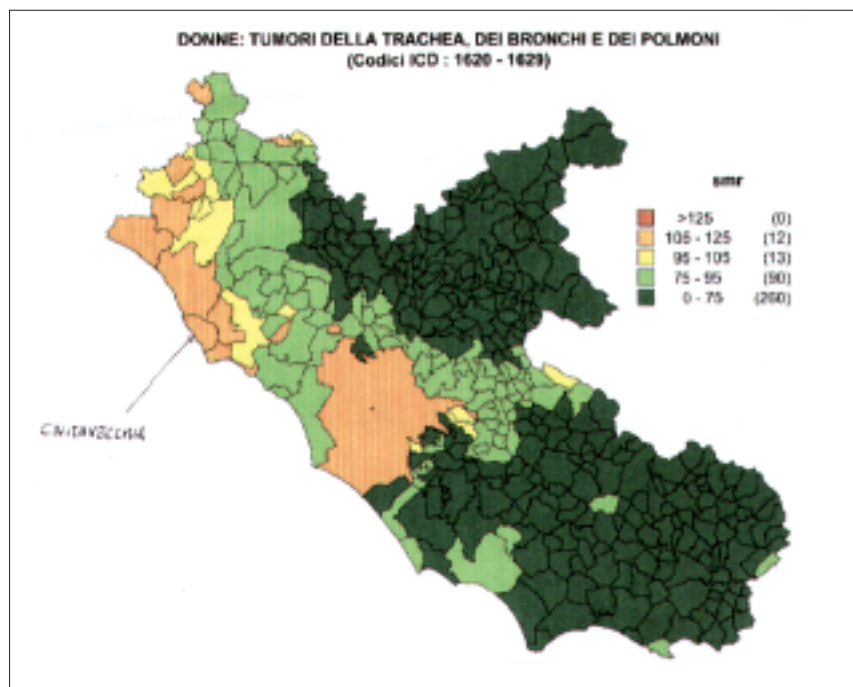 DONNE: TUMORI DELLA TRACHEA, DEI BRONCHI E DEI POLMONI
(Codici ICD : 1620 - 1629)
smr
>125 (0)
105 - 125 (12)
95 - 105 (13)
75 - 95 (90)
0 - 75 (260)